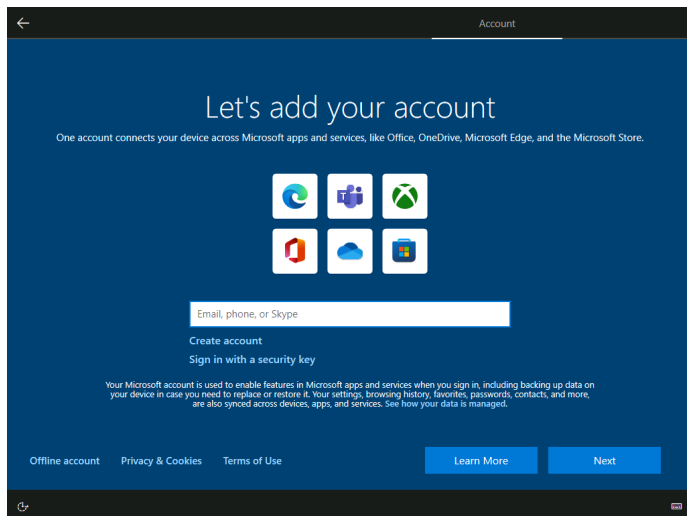 Account
Let's add your account
One account connects your device across Microsoft apps and services, like Office, OneDrive, Microsoft Edge, and the Microsoft Store.
Email, phone, or Skype
Create account
Sign in with a security key
Your Microsoft account is used to enable features in Microsoft apps and services when you sign in, including backing up data on
your device in case you need to replace or restore it. Your settings, browsing history, favorites, passwords, contacts, and more,
are also synced across devices, apps, and services. See how your data is managed.
Offline account Privacy & Cookies Terms of Use Learn More Next